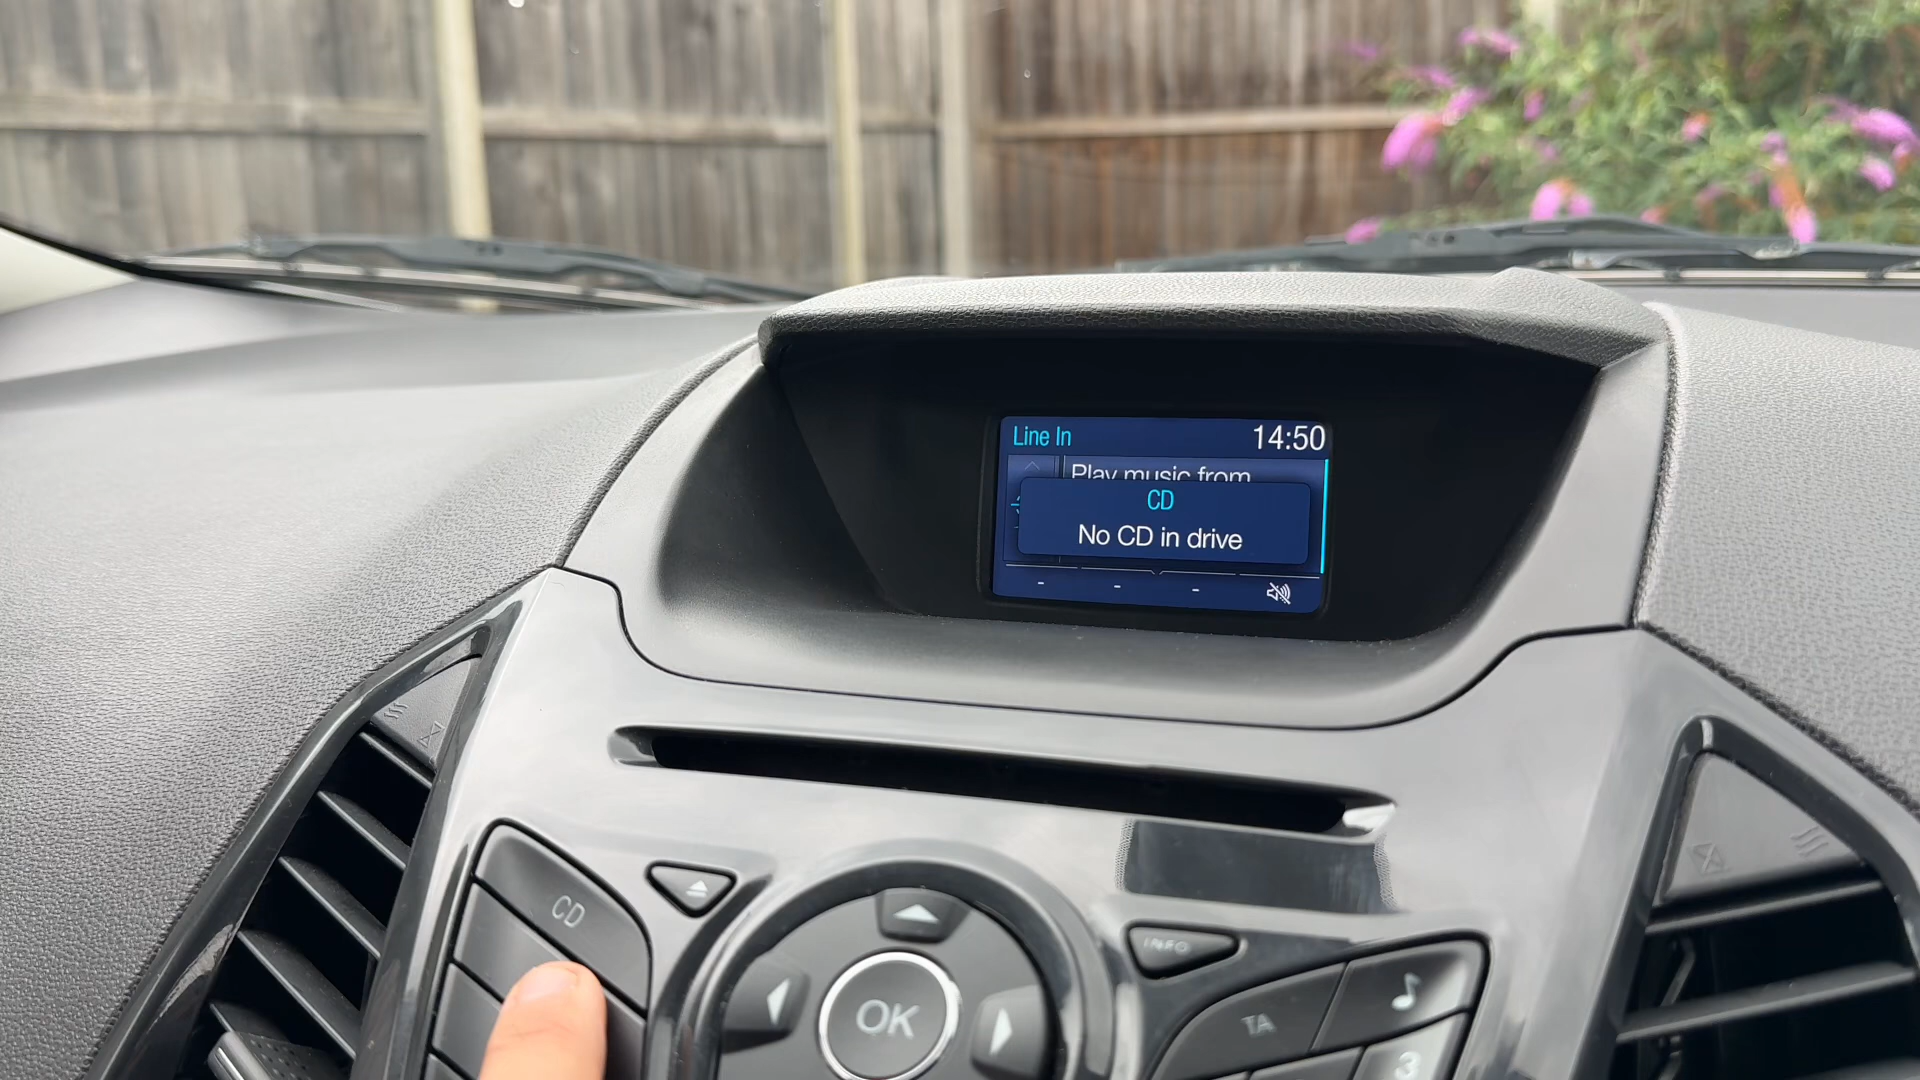 Line In
14:50
Play music from
CD
No CD in drive
- - -
CD
INFO
OK
TA
3